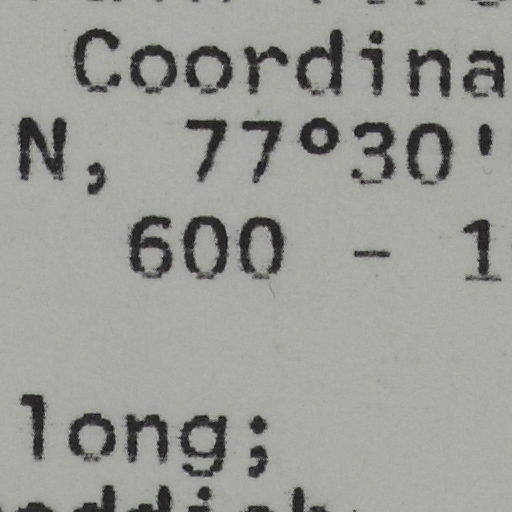 Coordina
N, 77°30'
600 - 1
long;